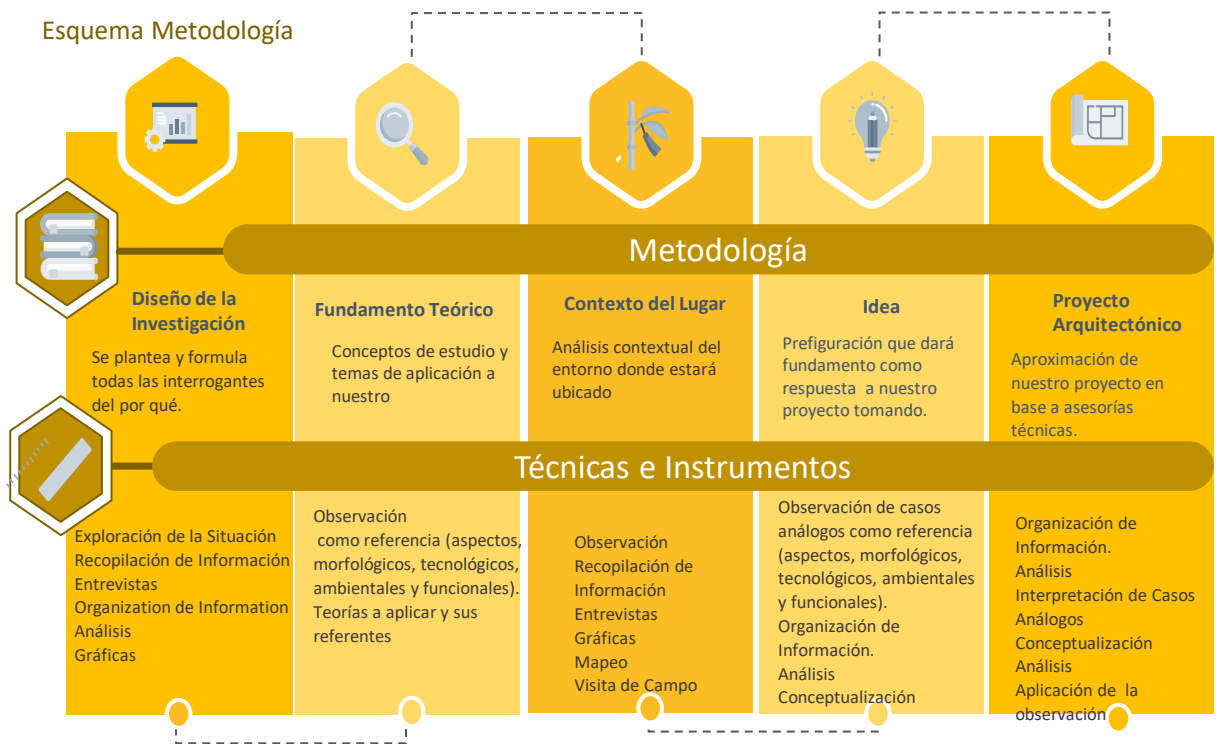 Esquema Metodología
Metodología
Diseño de la
Investigación
Se plantea y formula
todas las interrogantes
del por qué.
Fundamento Teórico
Conceptos de estudio y
temas de aplicación a
nuestro
Contexto del Lugar
Análisis contextual del
entorno donde estará
ubicado
Idea
Prefiguración que dará
fundamento como
respuesta a nuestro
proyecto tomando.
Proyecto
Arquitectónico
Aproximación de
nuestro proyecto en
base a asesorías
técnicas.
Técnicas e Instrumentos
Exploración de la Situación
Recopilación de Información
Entrevistas
Organization de Information
Análisis
Gráficas
Observación
como referencia (aspectos,
morfológicos, tecnológicos,
ambientales y funcionales).
Teorías a aplicar y sus
referentes
Observación
Recopilación de
Información
Entrevistas
Gráficas
Mapeo
Visita de Campo
Observación de casos
análogos como referencia
(aspectos, morfológicos,
tecnológicos, ambientales
y funcionales).
Organización de
Información.
Análisis
Conceptualización
Organización de
Información.
Análisis
Interpretación de Casos
Análogos
Conceptualización
Análisis
Aplicación de la
observación